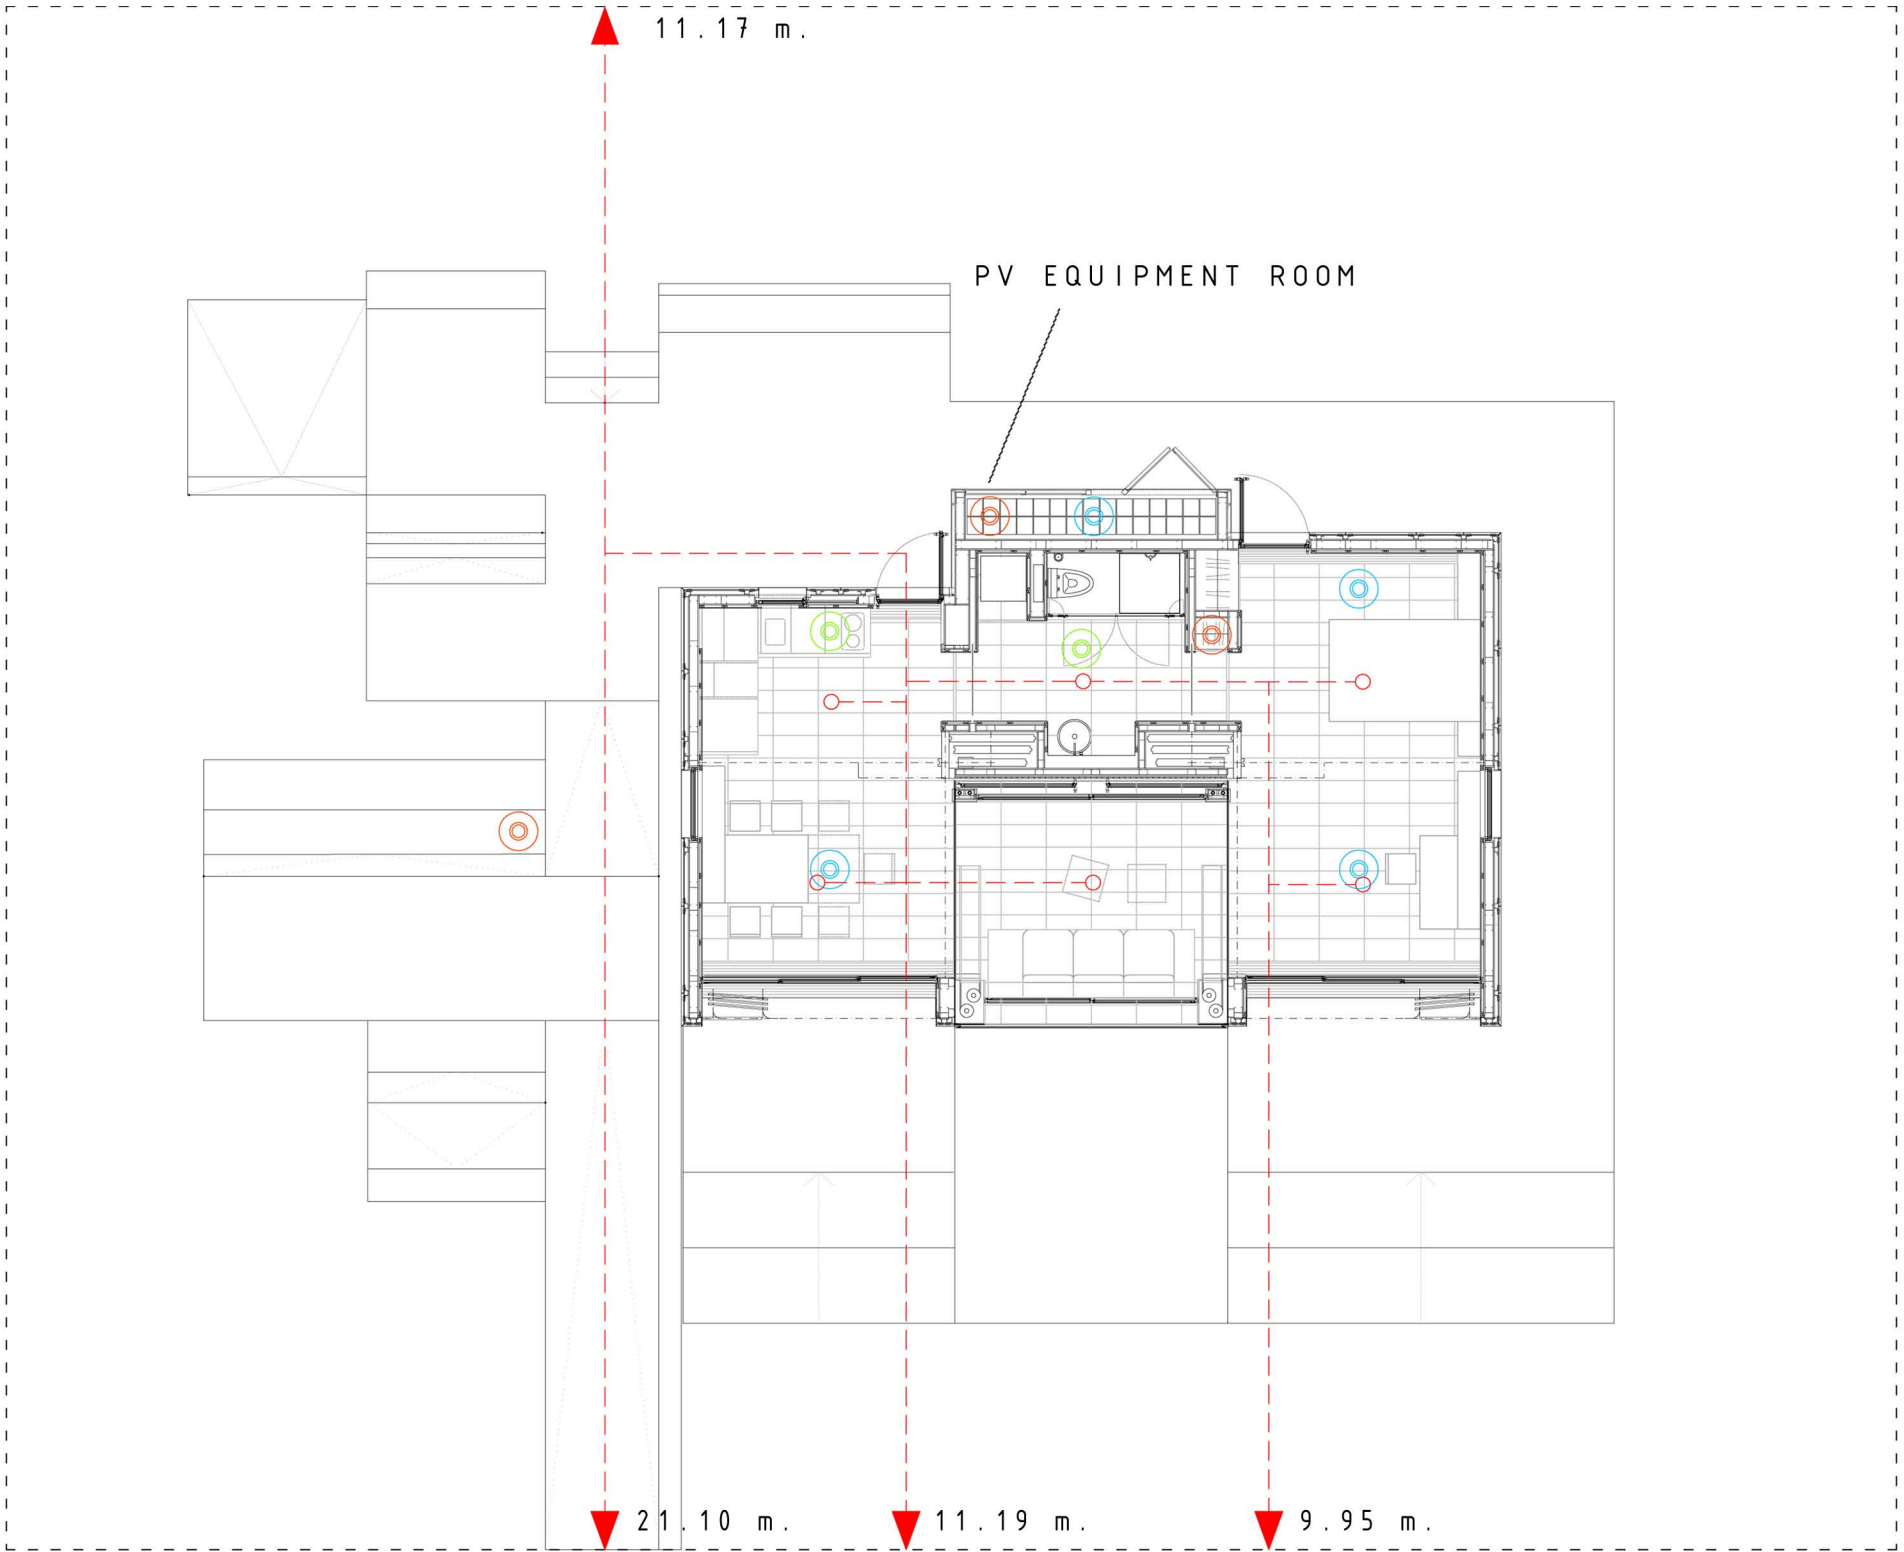 11.17 m.
PV EQUIPMENT ROOM
21.10 m.
11.19 m.
9.95 m.